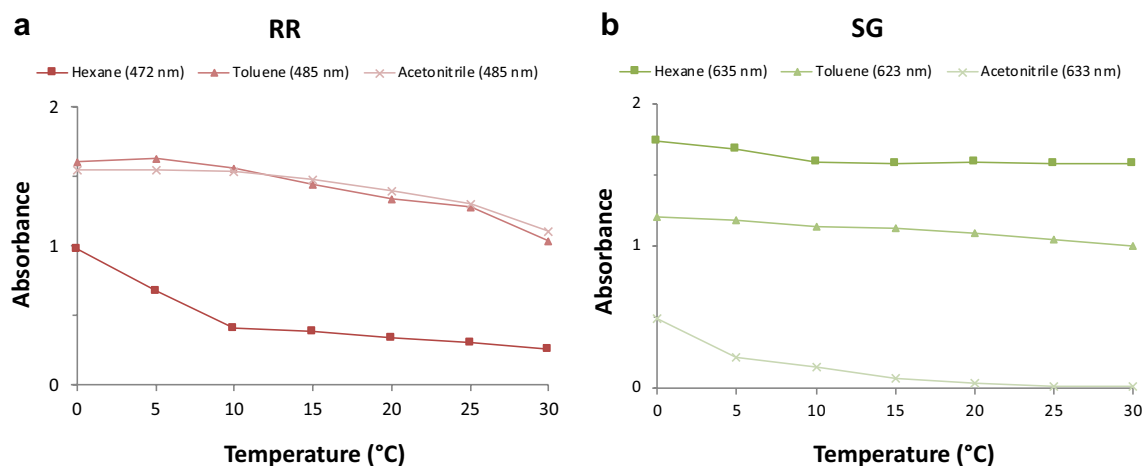 a
RR
Hexane (472 nm) Toluene (485 nm) Acetonitrile (485 nm)
2
1
0
Absorbance
0 5 10 15 20 25 30
Temperature (°C)
b
SG
Hexane (635 nm) Toluene (623 nm) Acetonitrile (633 nm)
2
1
0
Absorbance
0 5 10 15 20 25 30
Temperature (°C)